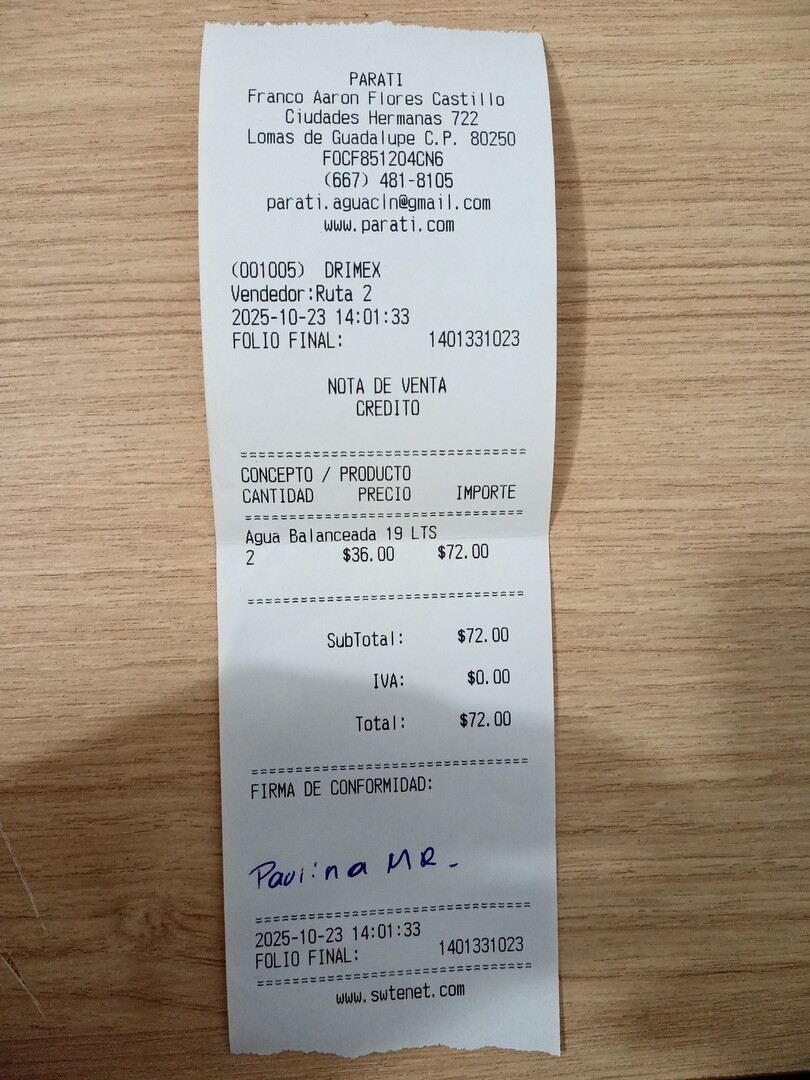 PARATI
Franco Aaron Flores Castillo
Ciudades Hermanas 722
Lomas de Guadalupe C.P. 80250
FOCF851204CN6
(667) 481-8105
parati.aguacln@gmail.com
www.parati.com
(001005) DRIMEX
Vendedor:Ruta 2
2025-10-23 14:01:33
FOLIO FINAL: 1401331023
NOTA DE VENTA
CREDITO
CONCEPTO / PRODUCTO
CANTIDAD PRECIO IMPORTE
Agua Balanceada 19 LTS
2 $36.00 $72.00
SubTotal: $72.00
IVA: $0.00
Total: $72.00
FIRMA DE CONFORMIDAD:
Paulina MR.
2025-10-23 14:01:33
FOLIO FINAL: 1401331023
www.swtenet.com